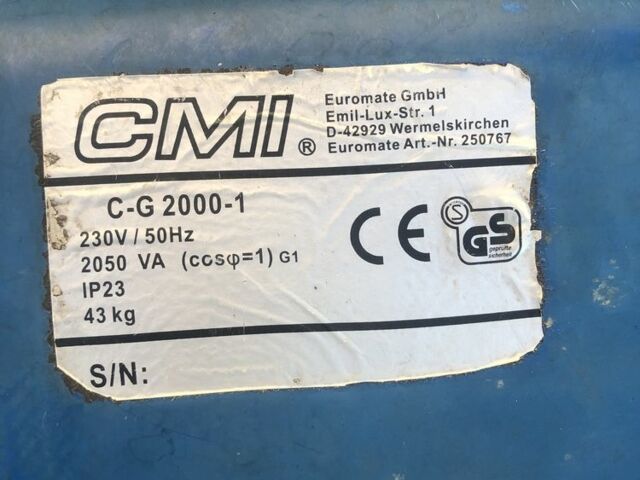 CMI ®
Euromate GmbH
Emil-Lux-Str. 1
D-42929 Wermelskirchen
Euromate Art.-Nr. 250767
C-G 2000-1
230V / 50Hz
2050 VA (cosφ=1) G1
IP23
43 kg
CE
S
GS
geprüfte
sicherheit
S/N: